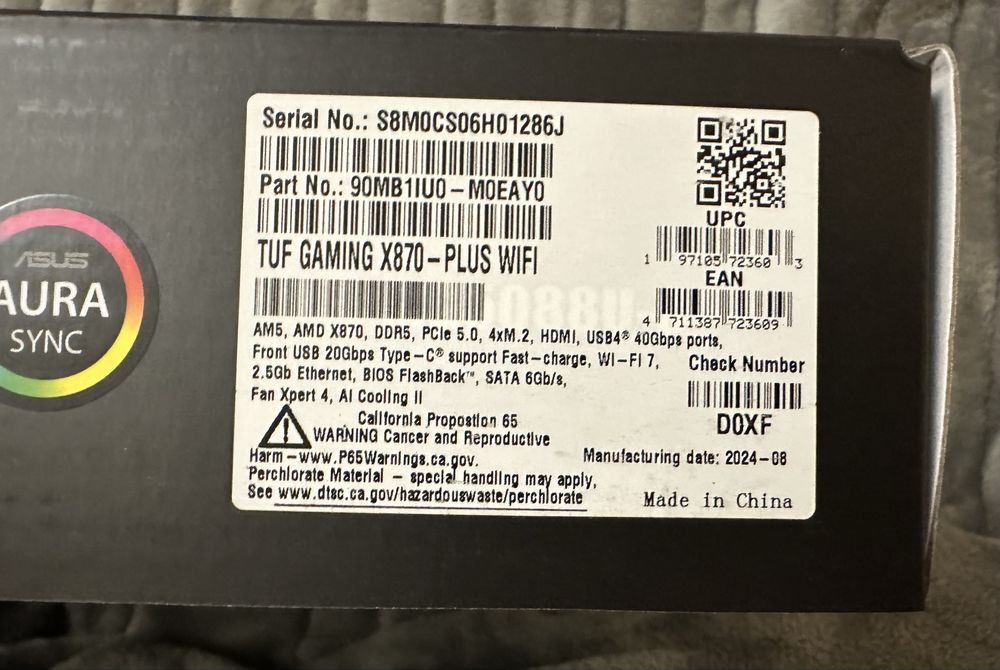 Serial No.: S8M0CS06H01286J
Part No.: 90MB1IU0-M0EAY0
UPC
1 97105 72360 3
TUF GAMING X870-PLUS WIFI
EAN
4 711387 723609
ASUS
AURA
SYNC
AM5, AMD X870, DDR5, PCIe 5.0, 4xM.2, HDMI, USB4® 40Gbps ports,
Front USB 20Gbps Type-C® support Fast-charge, WI-FI 7,
2.5Gb Ethernet, BIOS FlashBack™, SATA 6Gb/s,
Fan Xpert 4, AI Cooling II
Check Number
D0XF
California Propostion 65
WARNING Cancer and Reproductive
Harm-www.P65Warnings.ca.gov.
Manufacturing date: 2024-08
Perchlorate Material - special handling may apply,
See www.dtsc.ca.gov/hazardouswaste/perchlorate
Made in China